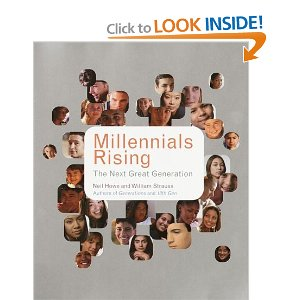 Click to LOOK INSIDE!
Millennials
Rising
The Next Great Generation
Neil Howe and William Strauss
Authors of Generations and 13th Gen